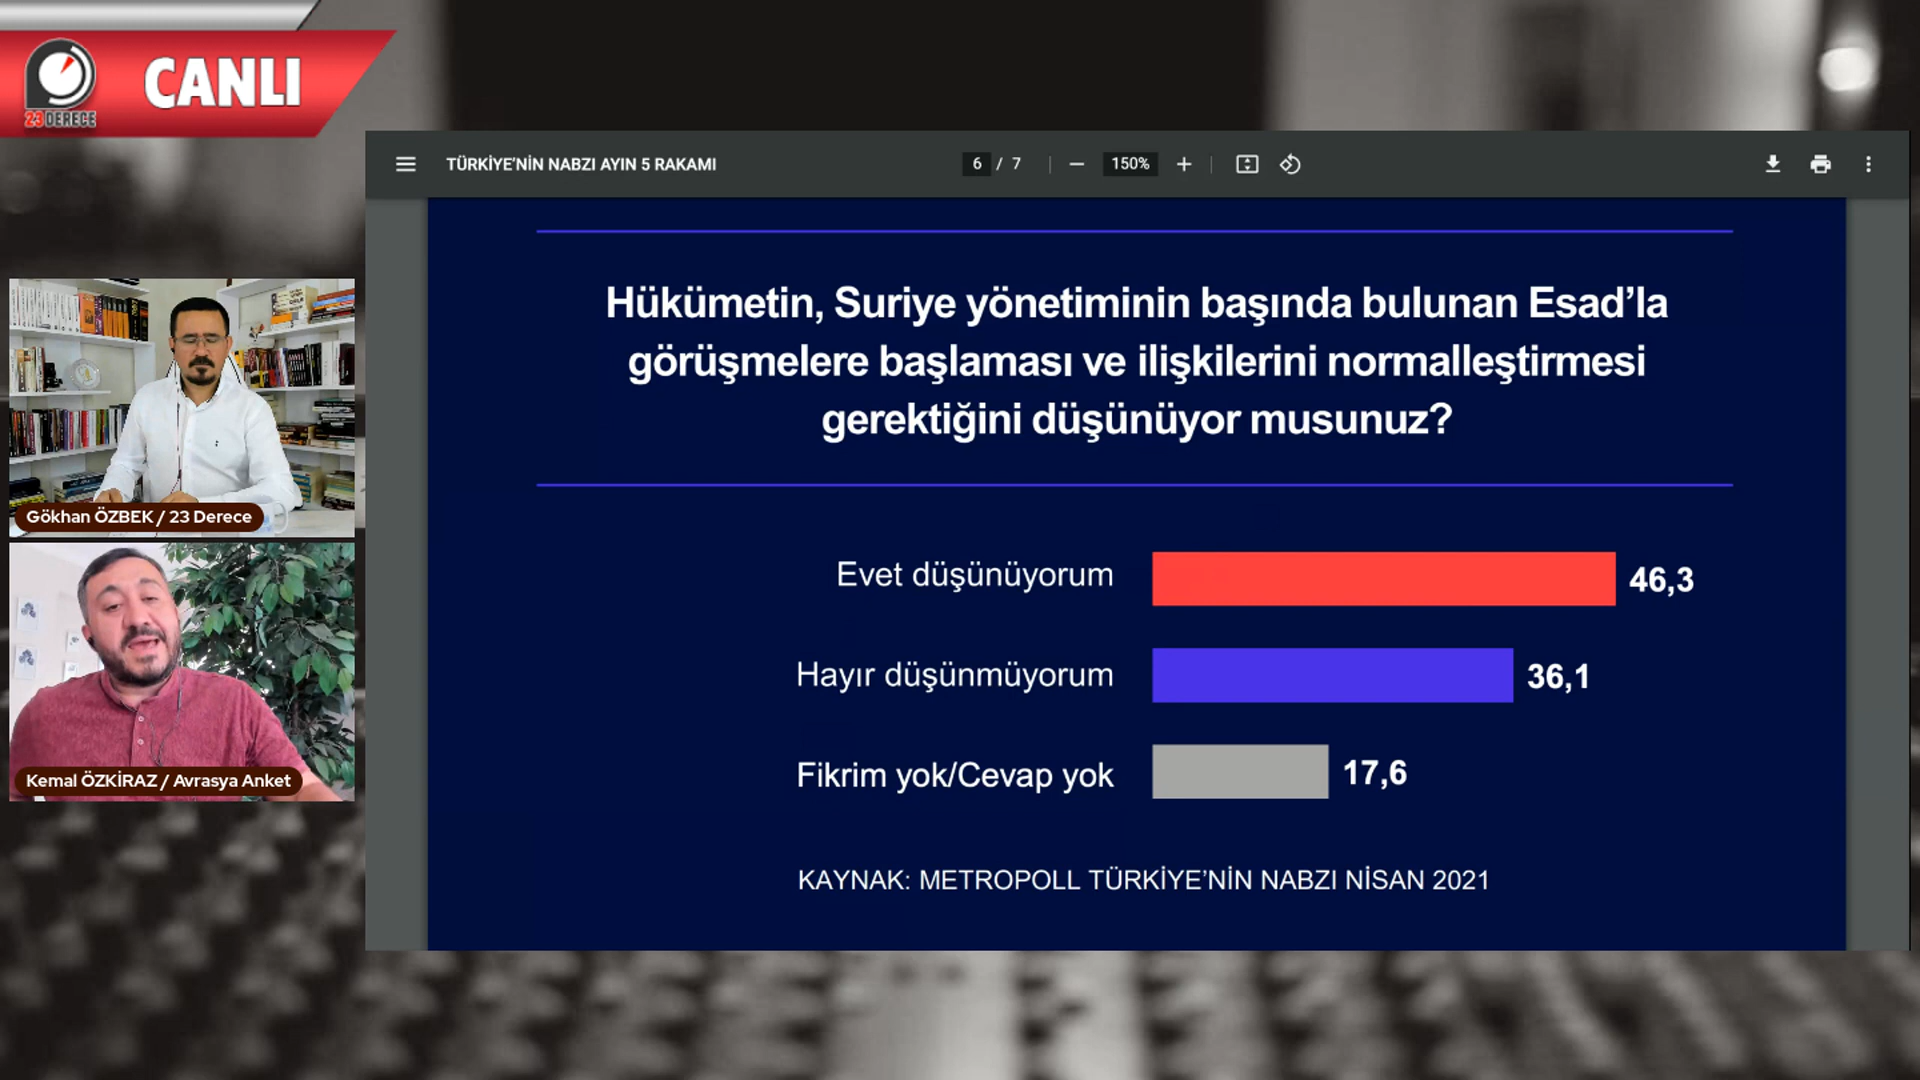 CANLI
23DERECE
TÜRKİYE'NİN NABZI AYIN 5 RAKAMI
6 / 7
150%
Hükümetin, Suriye yönetiminin başında bulunan Esad’la
görüşmelere başlaması ve ilişkilerini normalleştirmesi
gerektiğini düşünüyor musunuz?
Evet düşünüyorum 46,3
Hayır düşünmüyorum 36,1
Fikrim yok/Cevap yok 17,6
KAYNAK: METROPOLL TÜRKİYE’NİN NABZI NİSAN 2021
Gökhan ÖZBEK / 23 Derece
Kemal ÖZKİRAZ / Avrasya Anket